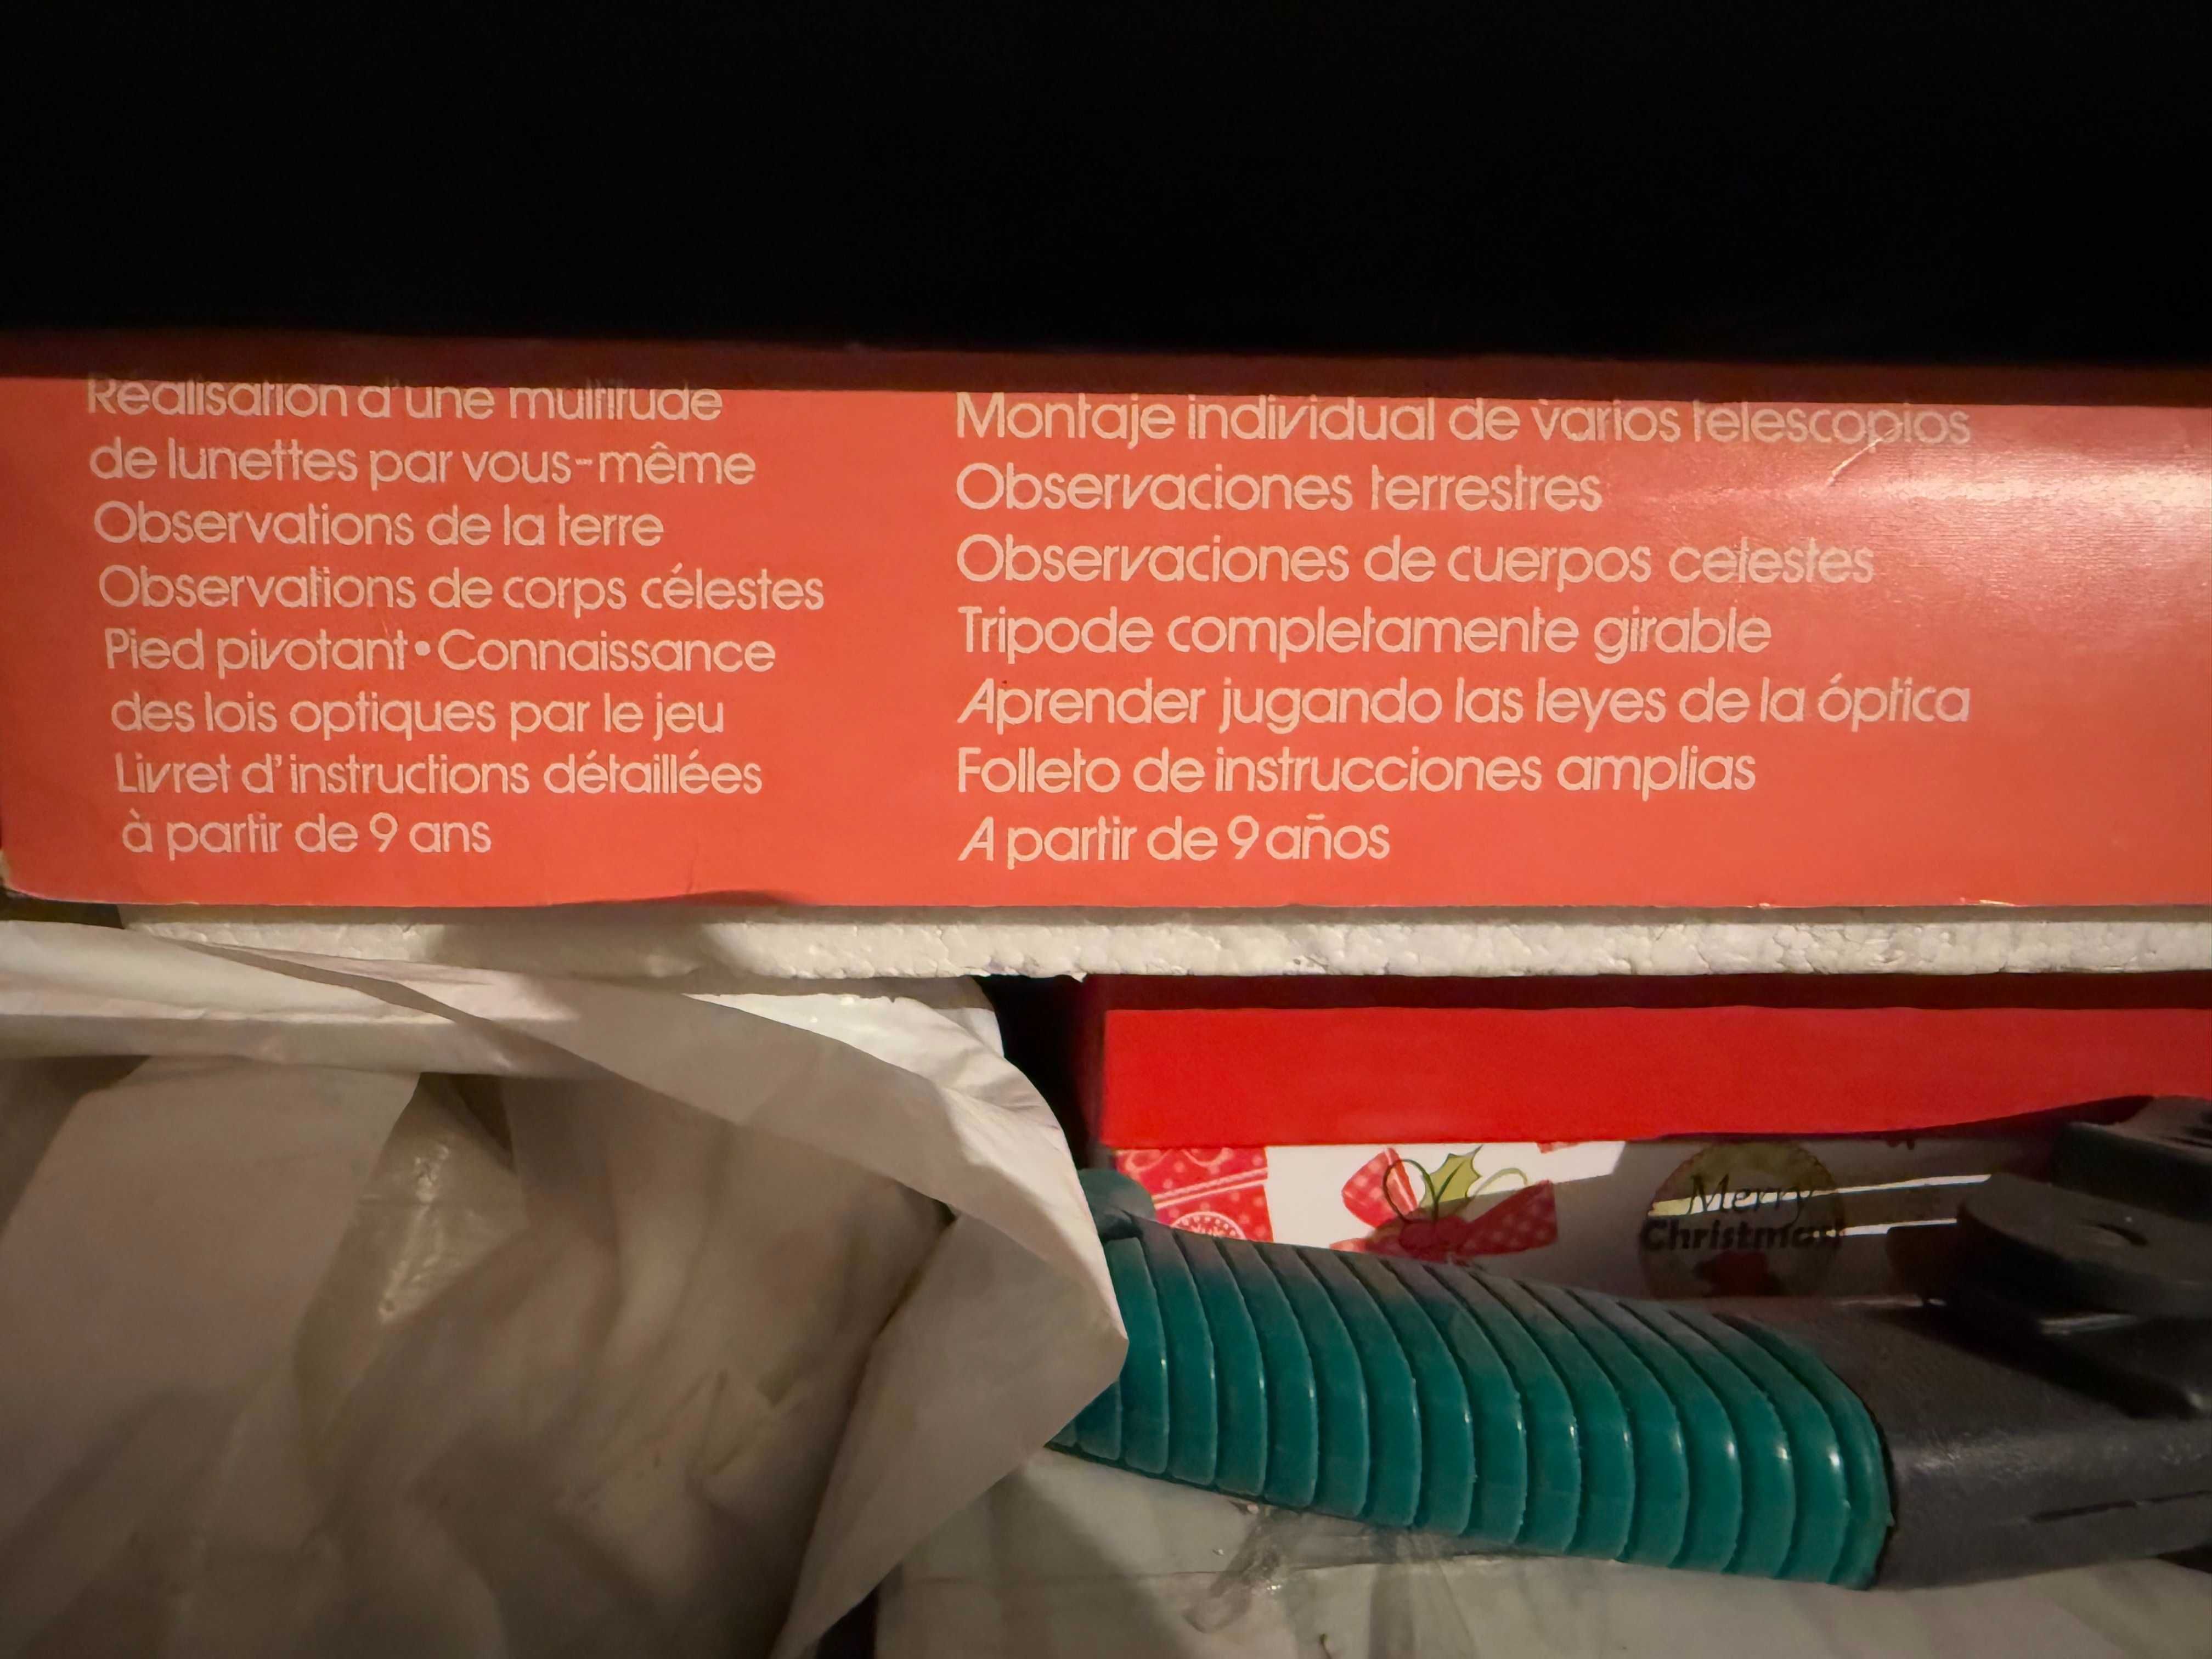 Réalisation d'une multitude
de lunettes par vous-même
Observations de la terre
Observations de corps célestes
Pied pivotant • Connaissance
des lois optiques par le jeu
Livret d'instructions détaillées
à partir de 9 ans
Montaje individual de varios telescopios
Observaciones terrestres
Observaciones de cuerpos celestes
Tripode completamente girable
Aprender jugando las leyes de la óptica
Folleto de instrucciones amplias
A partir de 9 años
Merry
Christmas